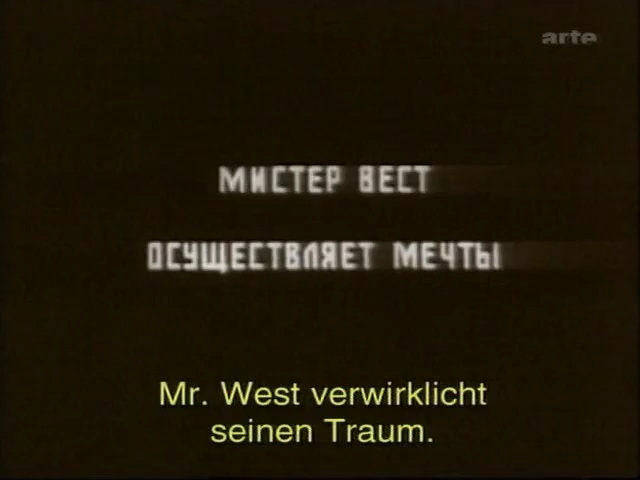 arte
МИСТЕР ВЕСТ
ОСУЩЕСТВЛЯЕТ МЕЧТЫ
Mr. West verwirklicht
seinen Traum.